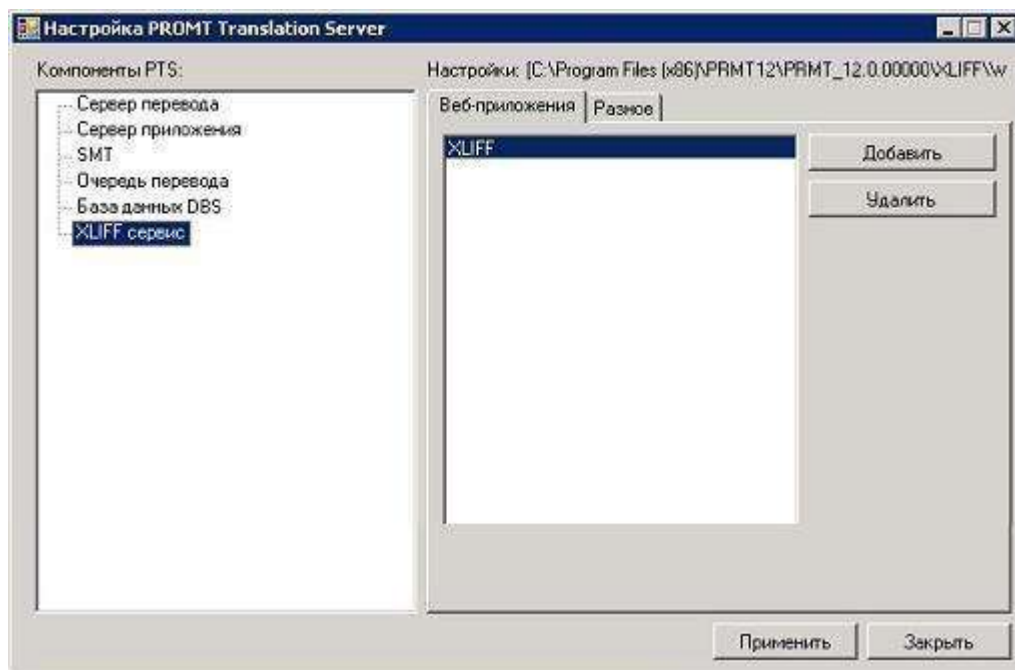 Настройка PROMT Translation Server
Компоненты PTS:
Сервер перевода
Сервер приложения
SMT
Очередь перевода
База данных DBS
XLIFF сервис
Настройки: [C:\Program Files (x86)\PRMT12\PRMT_12.0.00000\XLIFF\W
Веб-приложения
Разное
XLIFF
Добавить
Удалить
Применить
Закрыть